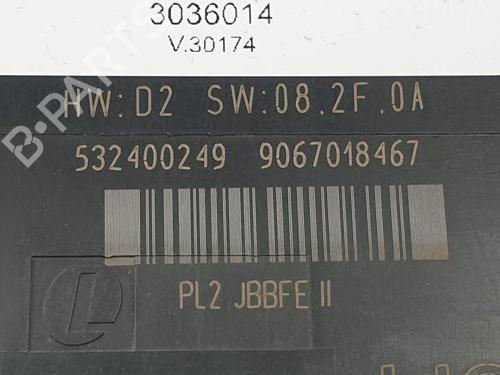 3036014
V.30174
HW:D2 SW:08.2F.0A
532400249 9067018467
PL2 JBBFE II
B-PARTS